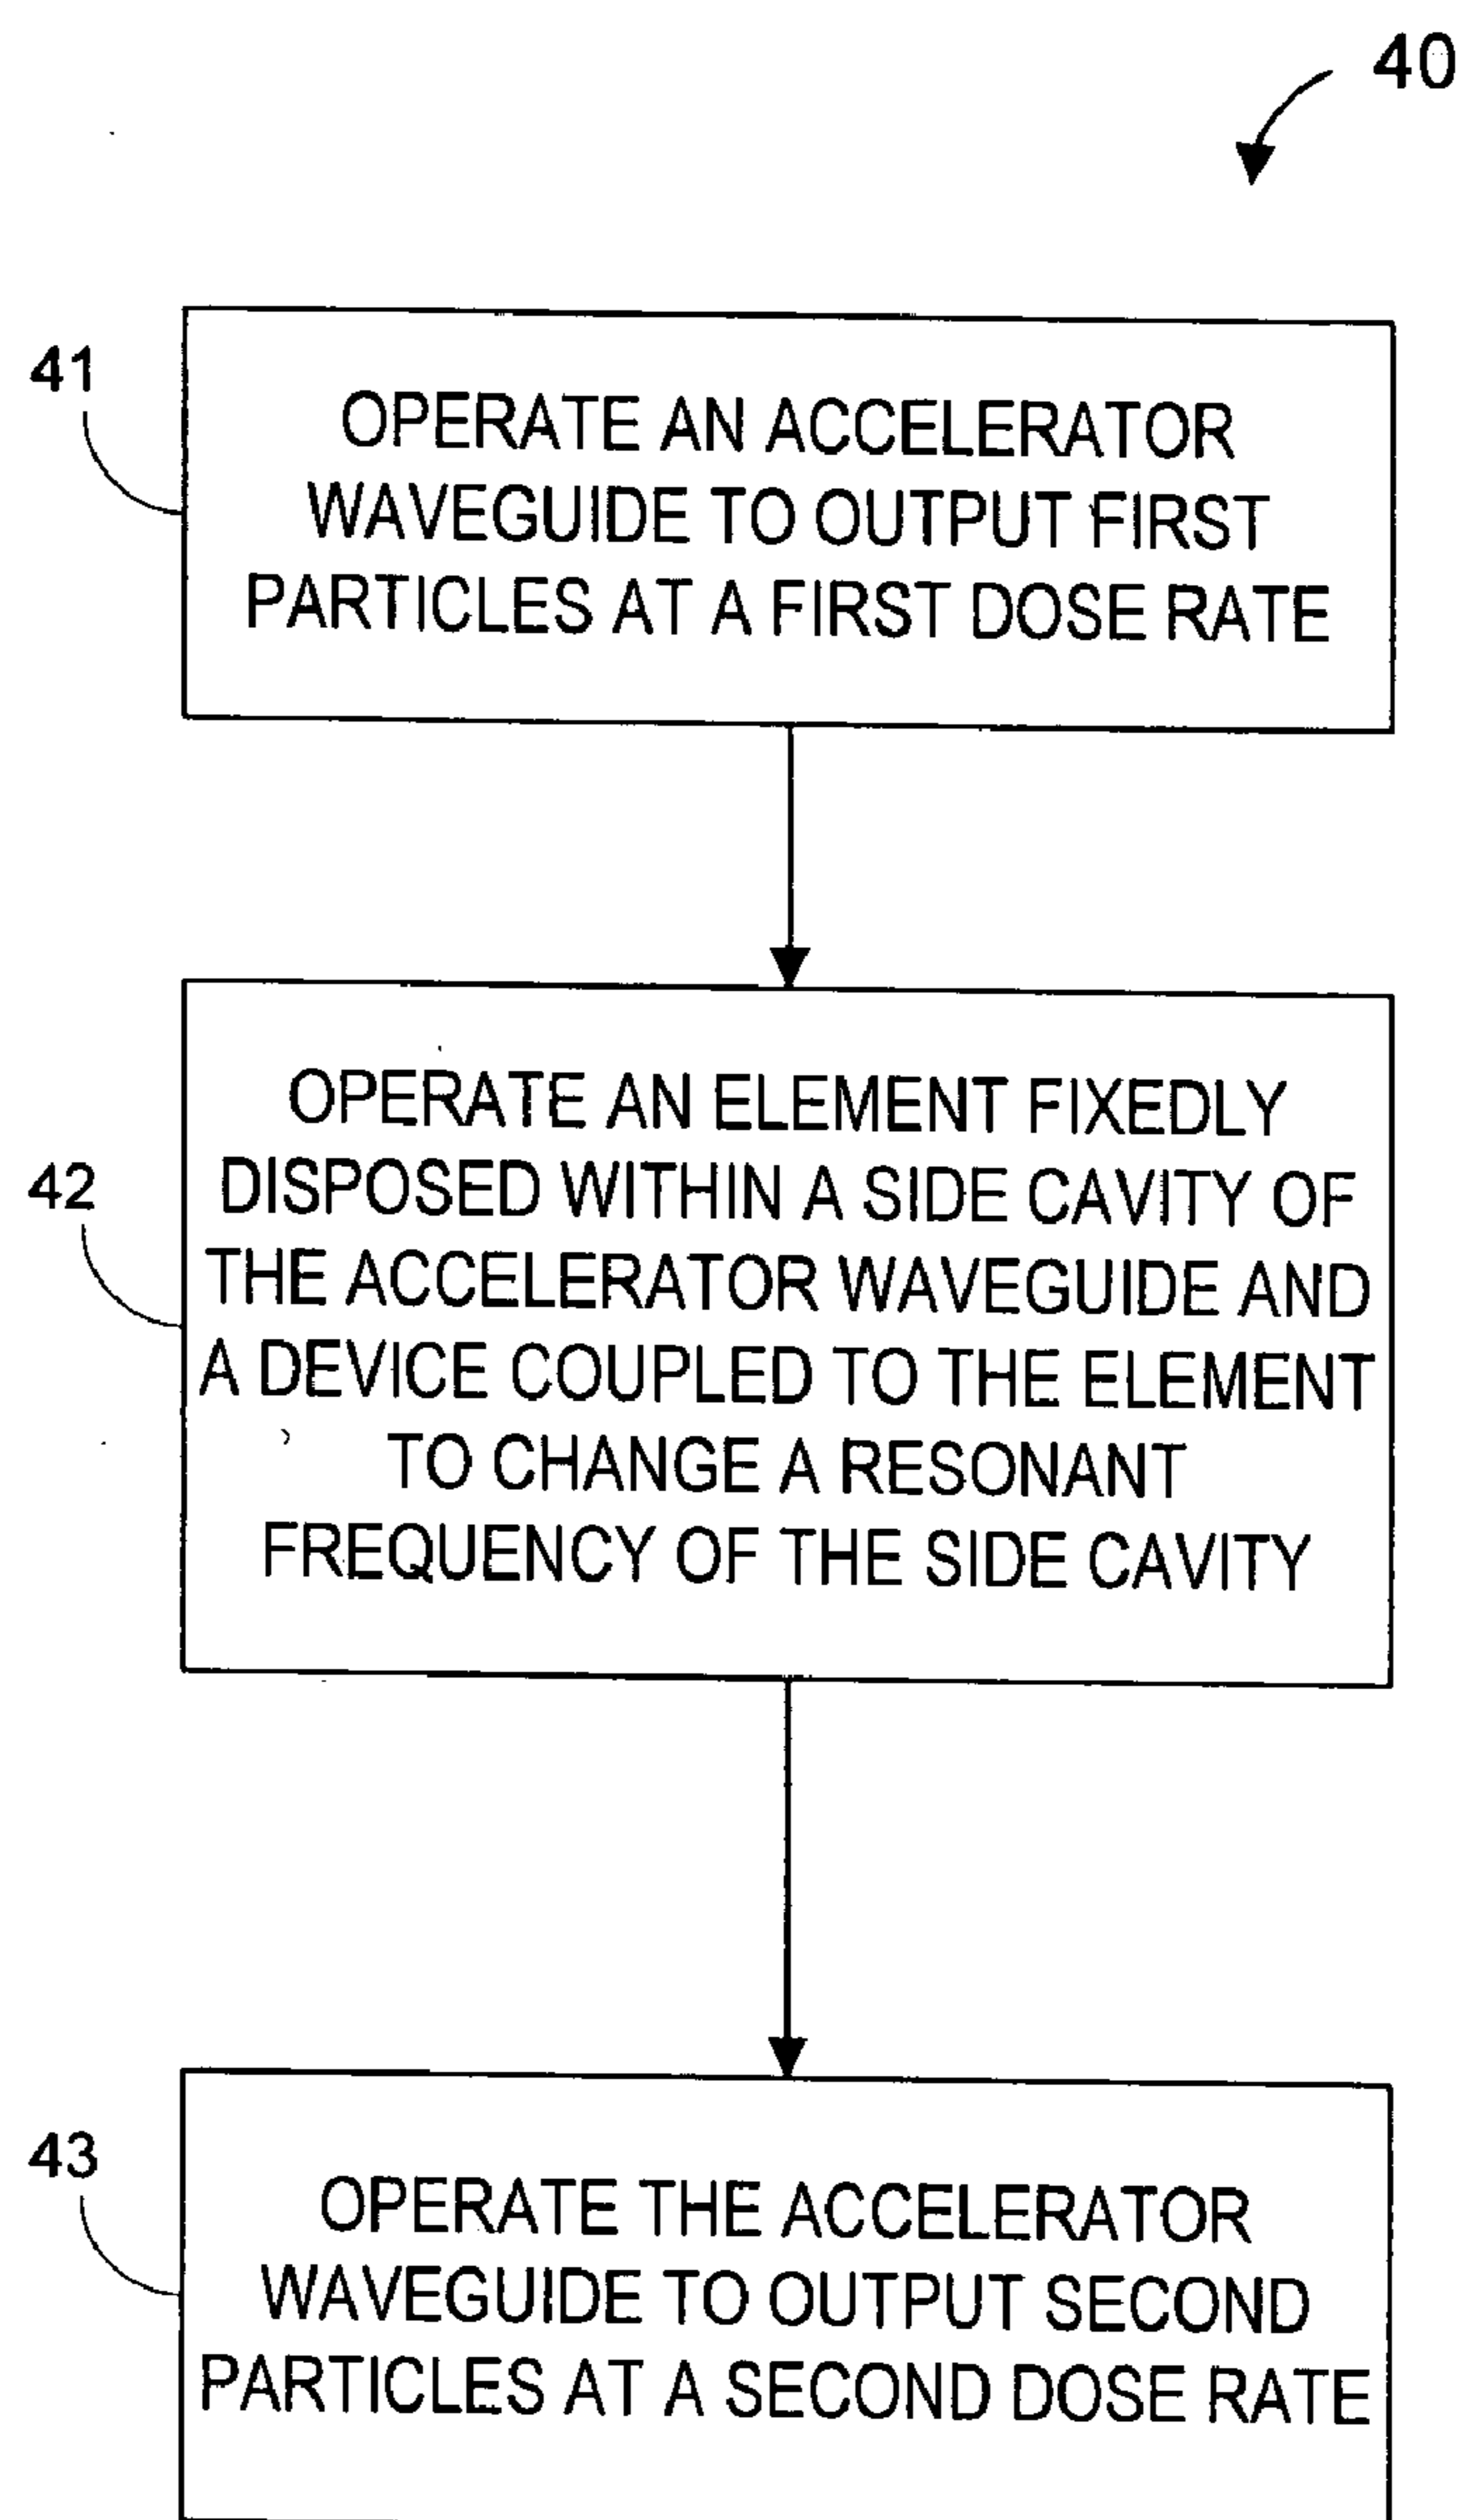 40
41
OPERATE AN ACCELERATOR
WAVEGUIDE TO OUTPUT FIRST
PARTICLES AT A FIRST DOSE RATE
42
OPERATE AN ELEMENT FIXEDLY
DISPOSED WITHIN A SIDE CAVITY OF
THE ACCELERATOR WAVEGUIDE AND
A DEVICE COUPLED TO THE ELEMENT
TO CHANGE A RESONANT
FREQUENCY OF THE SIDE CAVITY
43
OPERATE THE ACCELERATOR
WAVEGUIDE TO OUTPUT SECOND
PARTICLES AT A SECOND DOSE RATE